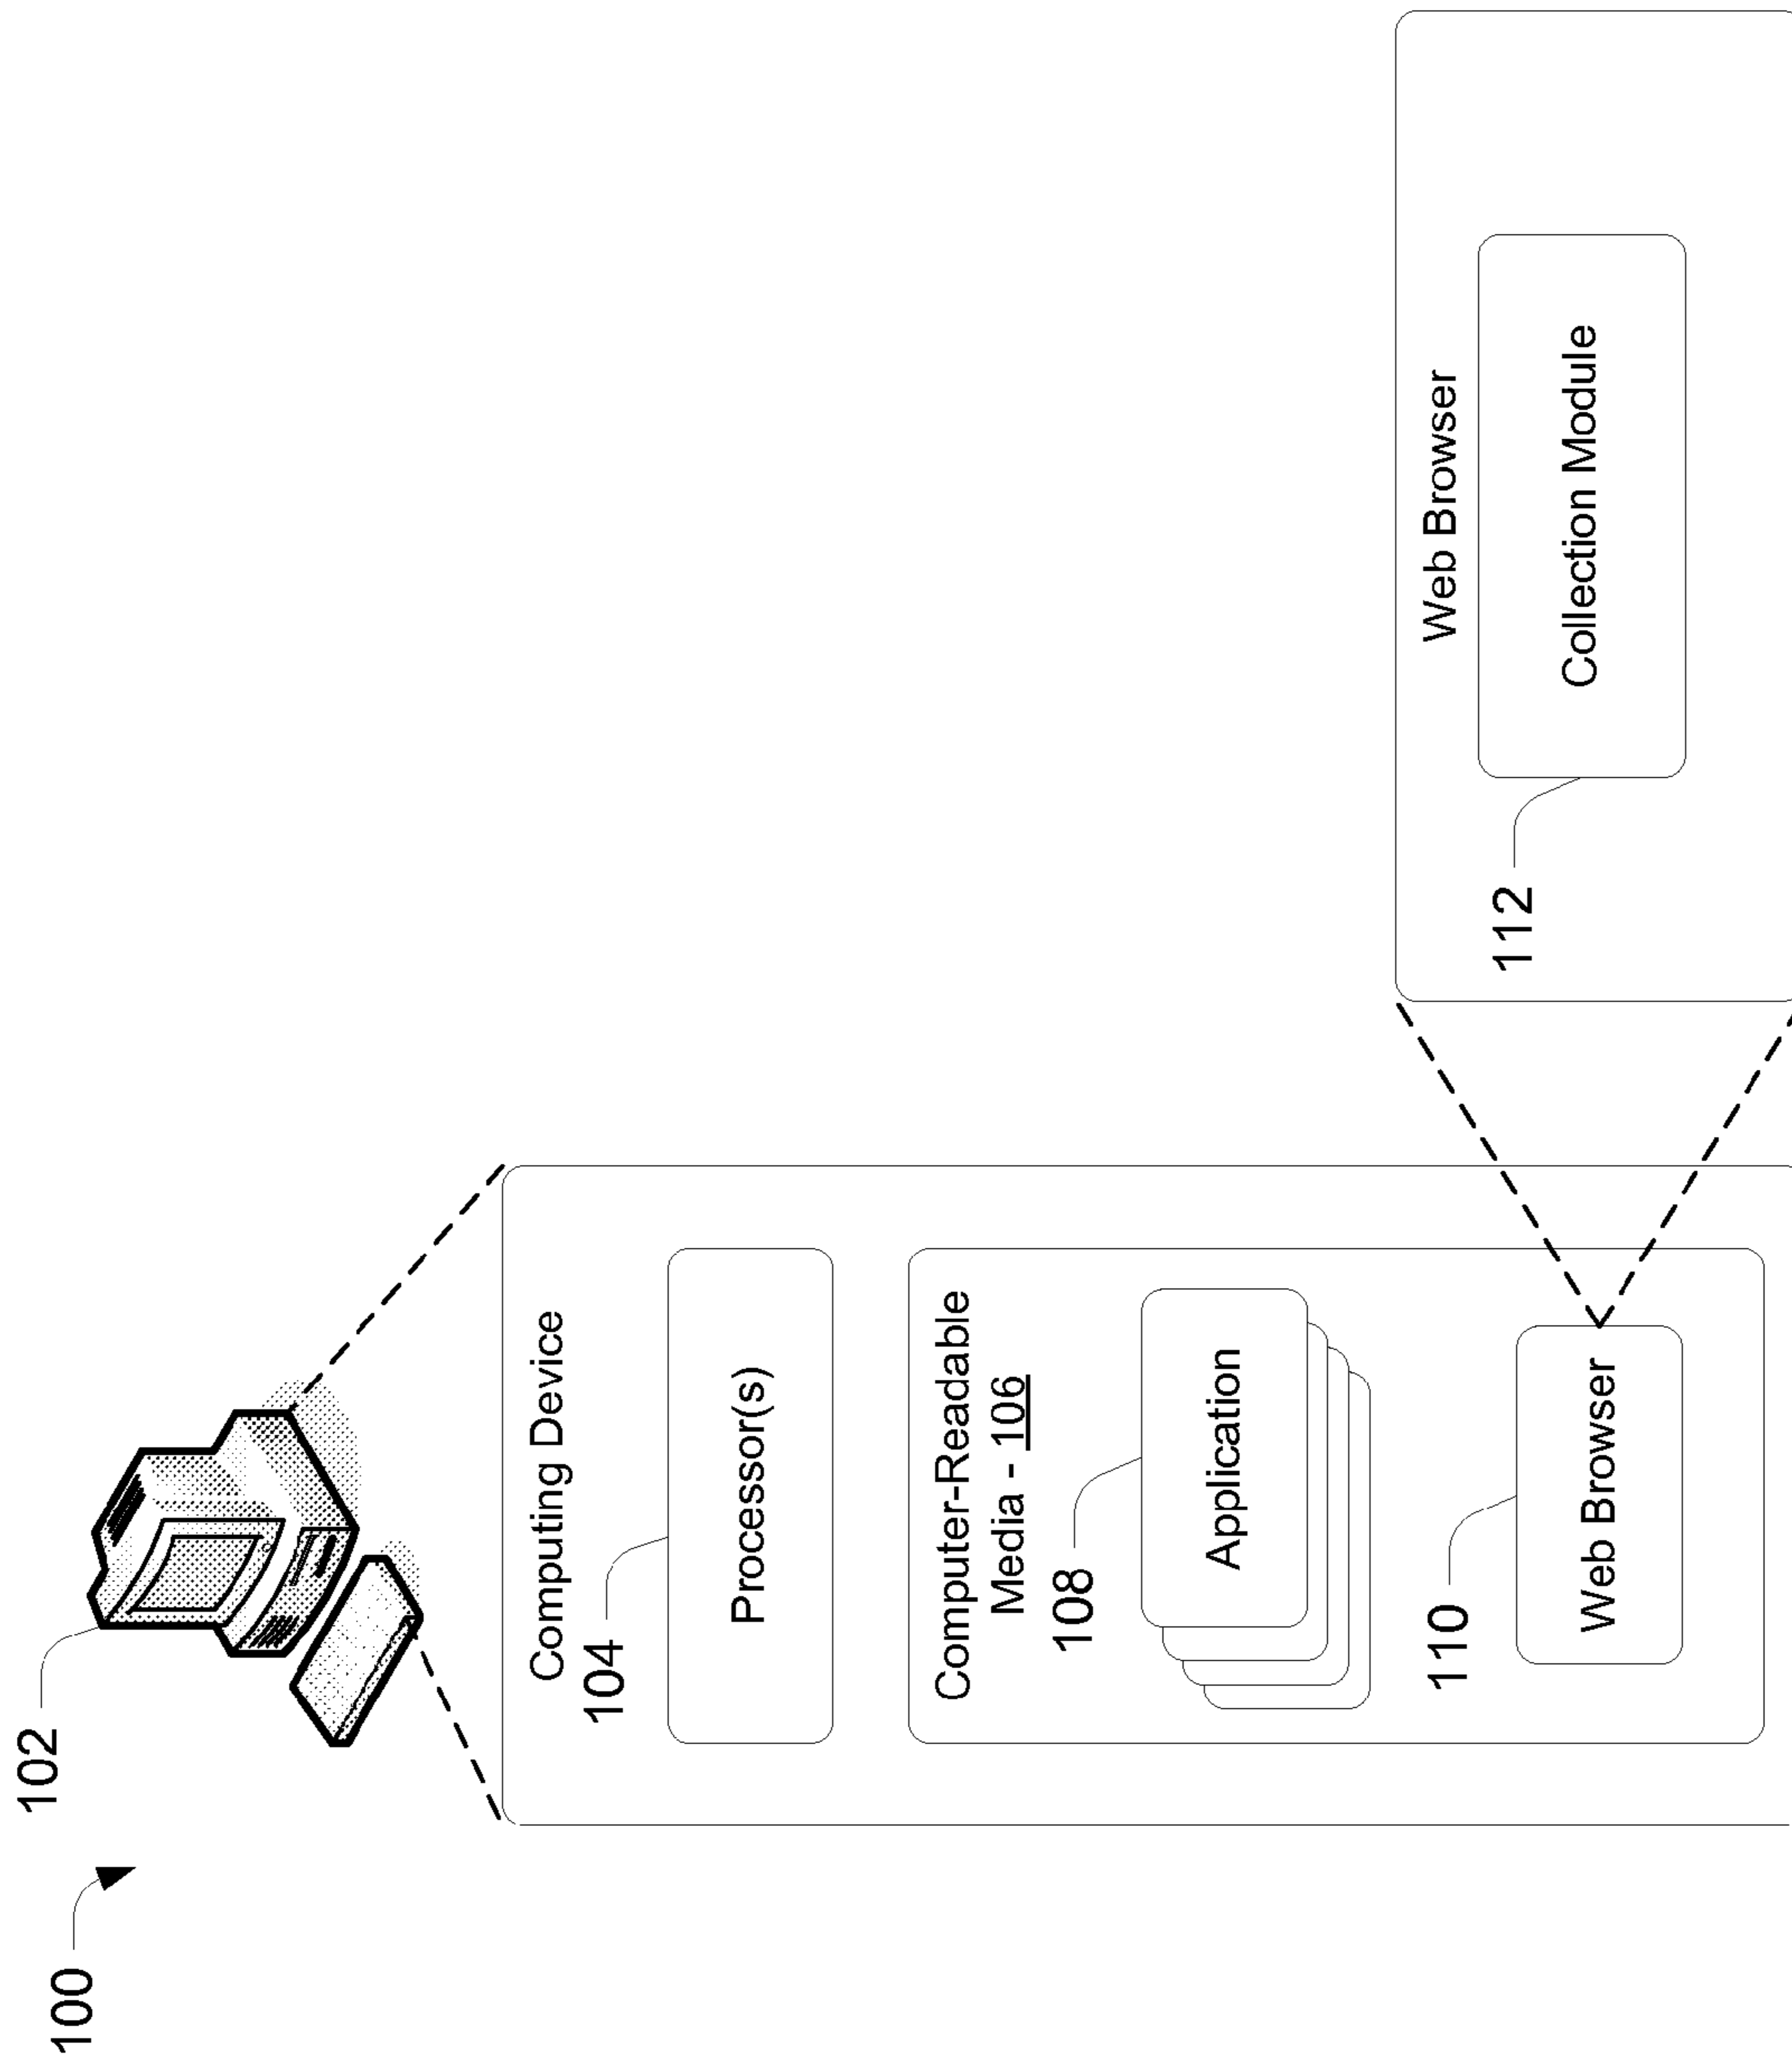 100
102
Computing Device
104
Processor(s)
Computer-Readable
Media - 106
108
Application
110
Web Browser
Web Browser
112
Collection Module